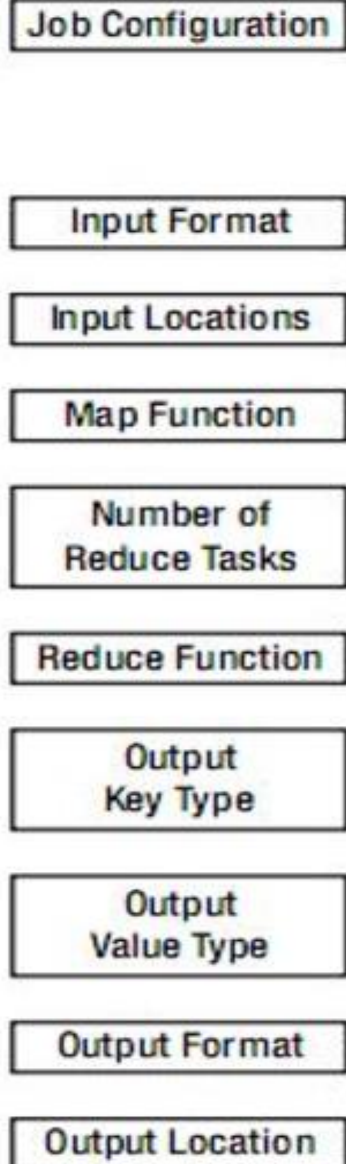 Job Configuration
Input Format
Input Locations
Map Function
Number of
Reduce Tasks
Reduce Function
Output
Key Type
Output
Value Type
Output Format
Output Location